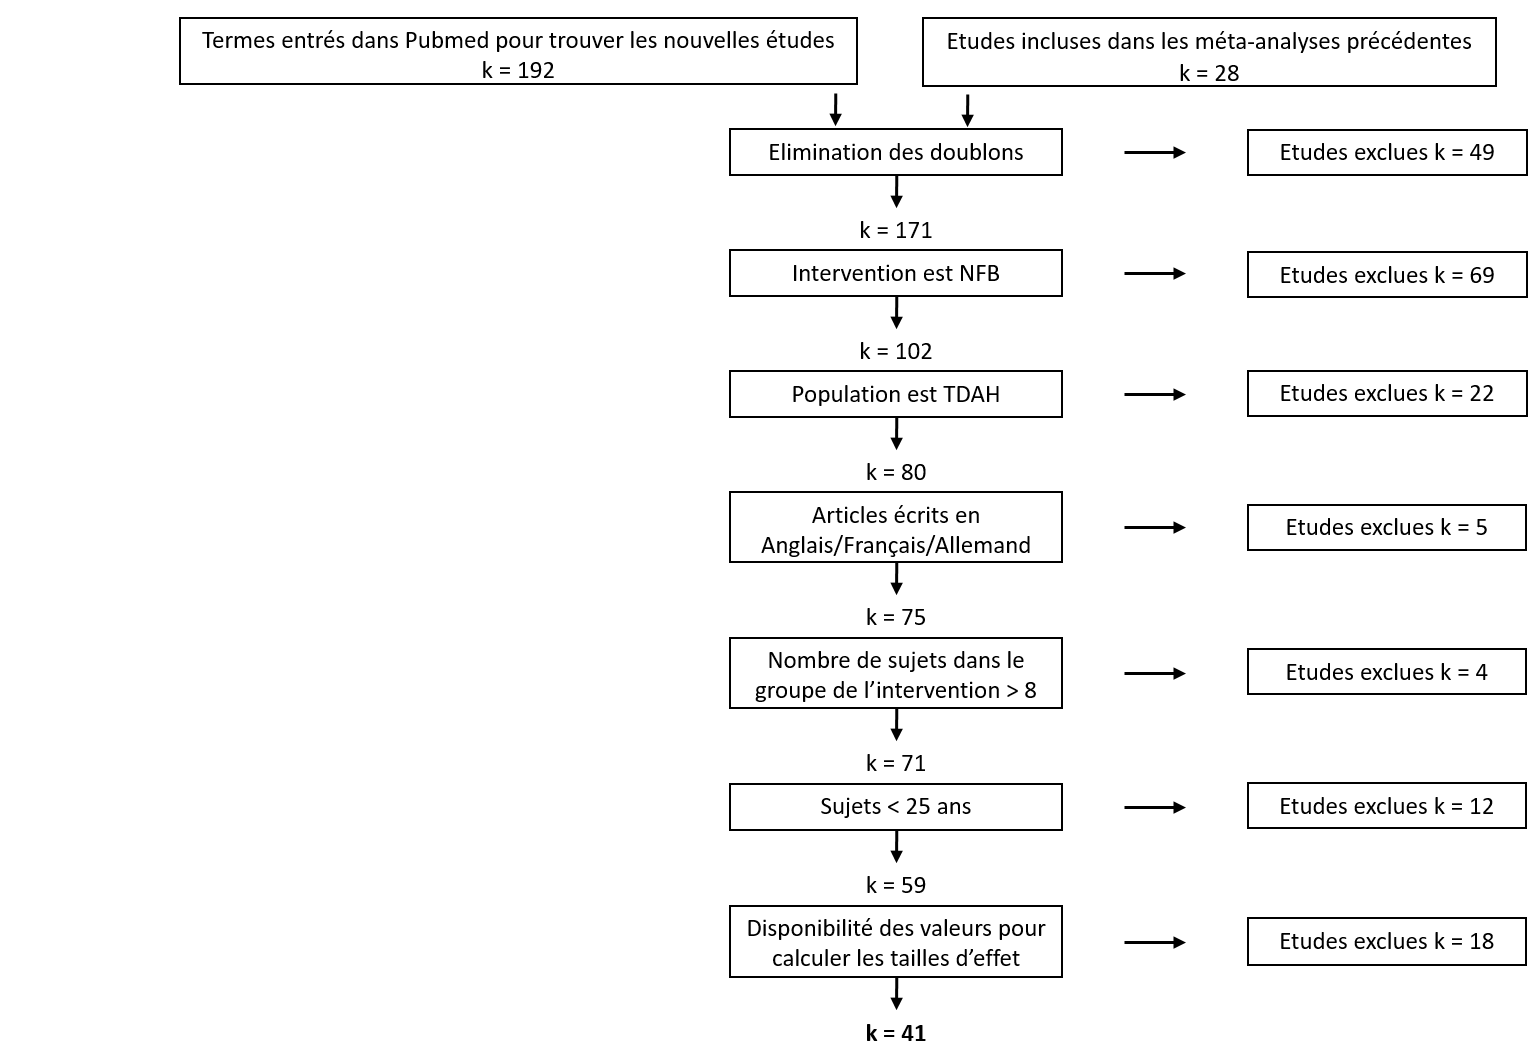 Termes entrés dans Pubmed pour trouver les nouvelles études
k = 192
Etudes incluses dans les méta-analyses précédentes
k = 28
Elimination des doublons
Etudes exclues k = 49
k = 171
Intervention est NFB
Etudes exclues k = 69
k = 102
Population est TDAH
Etudes exclues k = 22
k = 80
Articles écrits en
Anglais/Français/Allemand
Etudes exclues k = 5
k = 75
Nombre de sujets dans le
groupe de l’intervention > 8
Etudes exclues k = 4
k = 71
Sujets < 25 ans
Etudes exclues k = 12
k = 59
Disponibilité des valeurs pour
calculer les tailles d’effet
Etudes exclues k = 18
k = 41